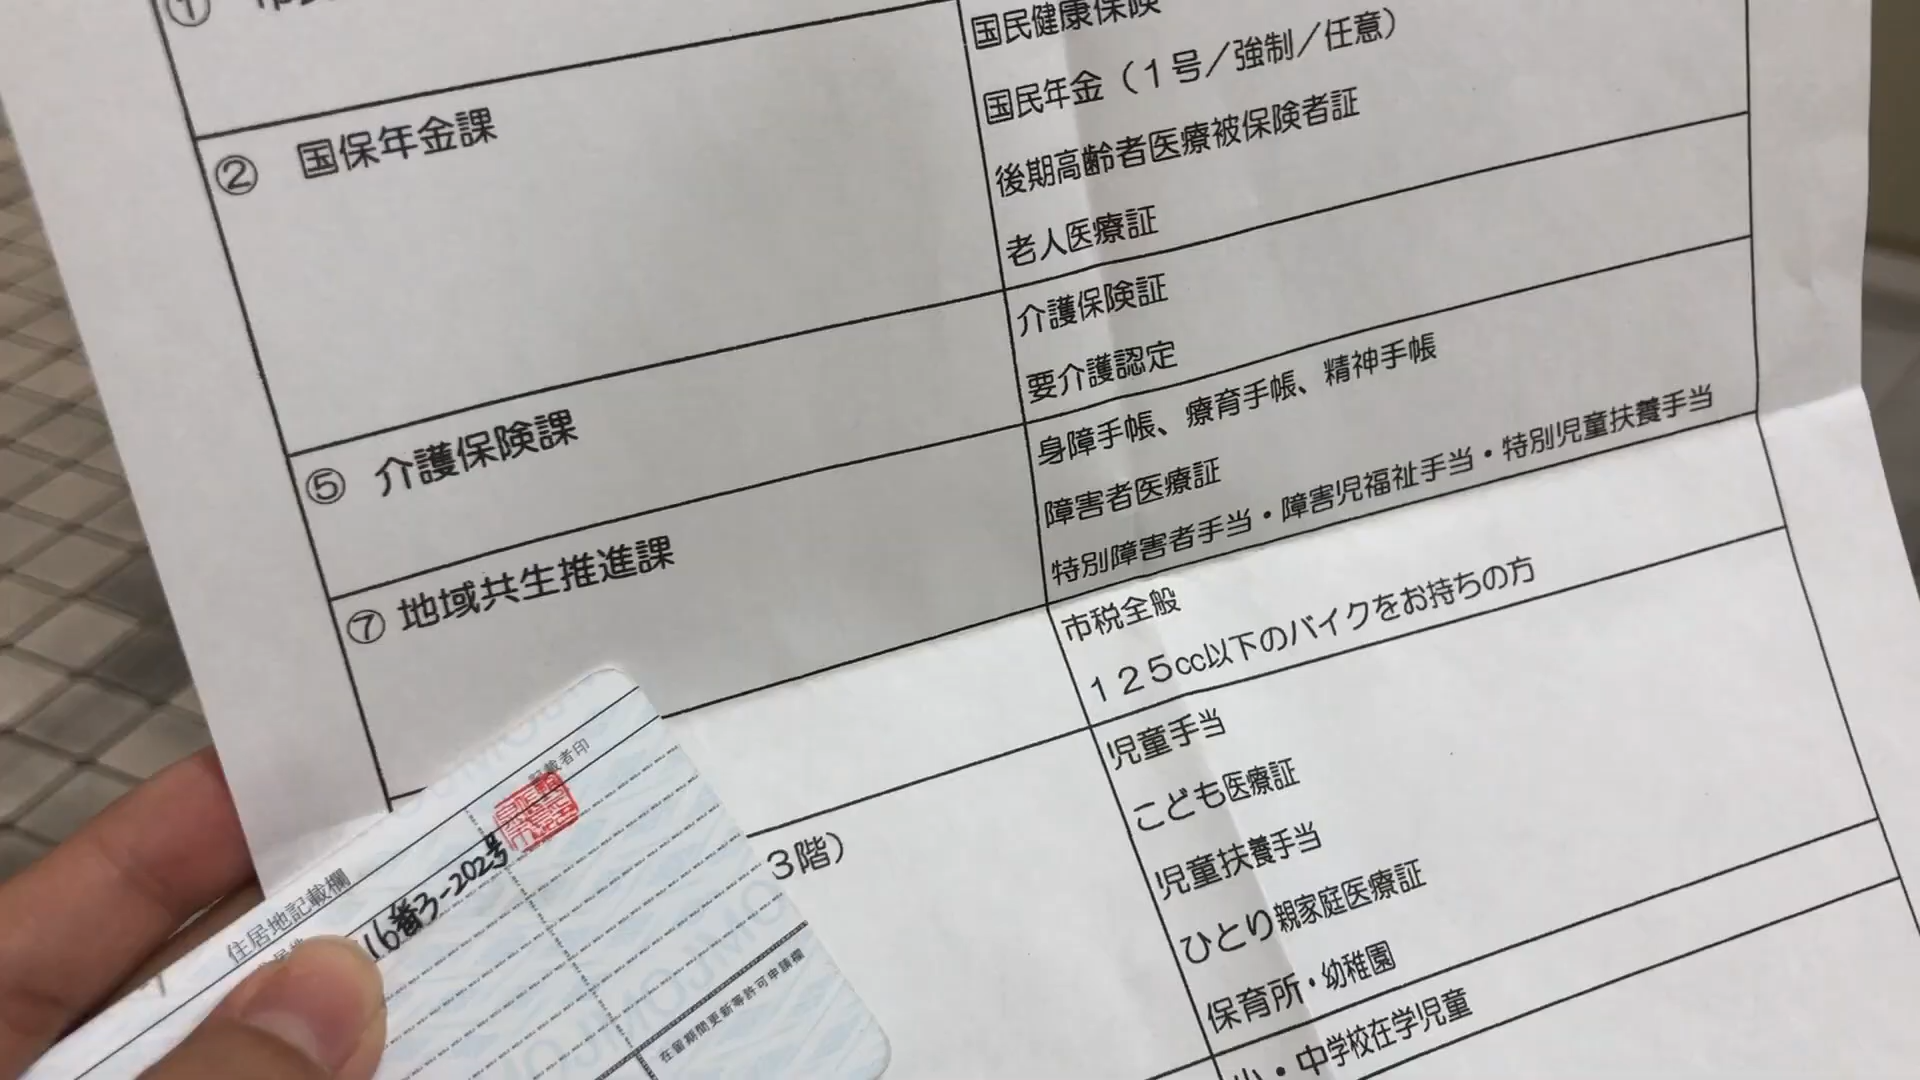 ①
国民健康保険
国民年金（1号／強制／任意）
② 国保年金課
後期高齢者医療被保険者証
老人医療証
⑤ 介護保険課
介護保険証
要介護認定
⑦ 地域共生推進課
身障手帳、療育手帳、精神手帳
障害者医療証
特別障害者手当・障害児福祉手当・特別児童扶養手当
市税全般
125cc以下のバイクをお持ちの方
3階）
児童手当
こども医療証
児童扶養手当
ひとり親家庭医療証
保育所・幼稚園
小・中学校在学児童
住居地記載欄
記載者印
16番3-202号
在留期間更新等許可申請欄